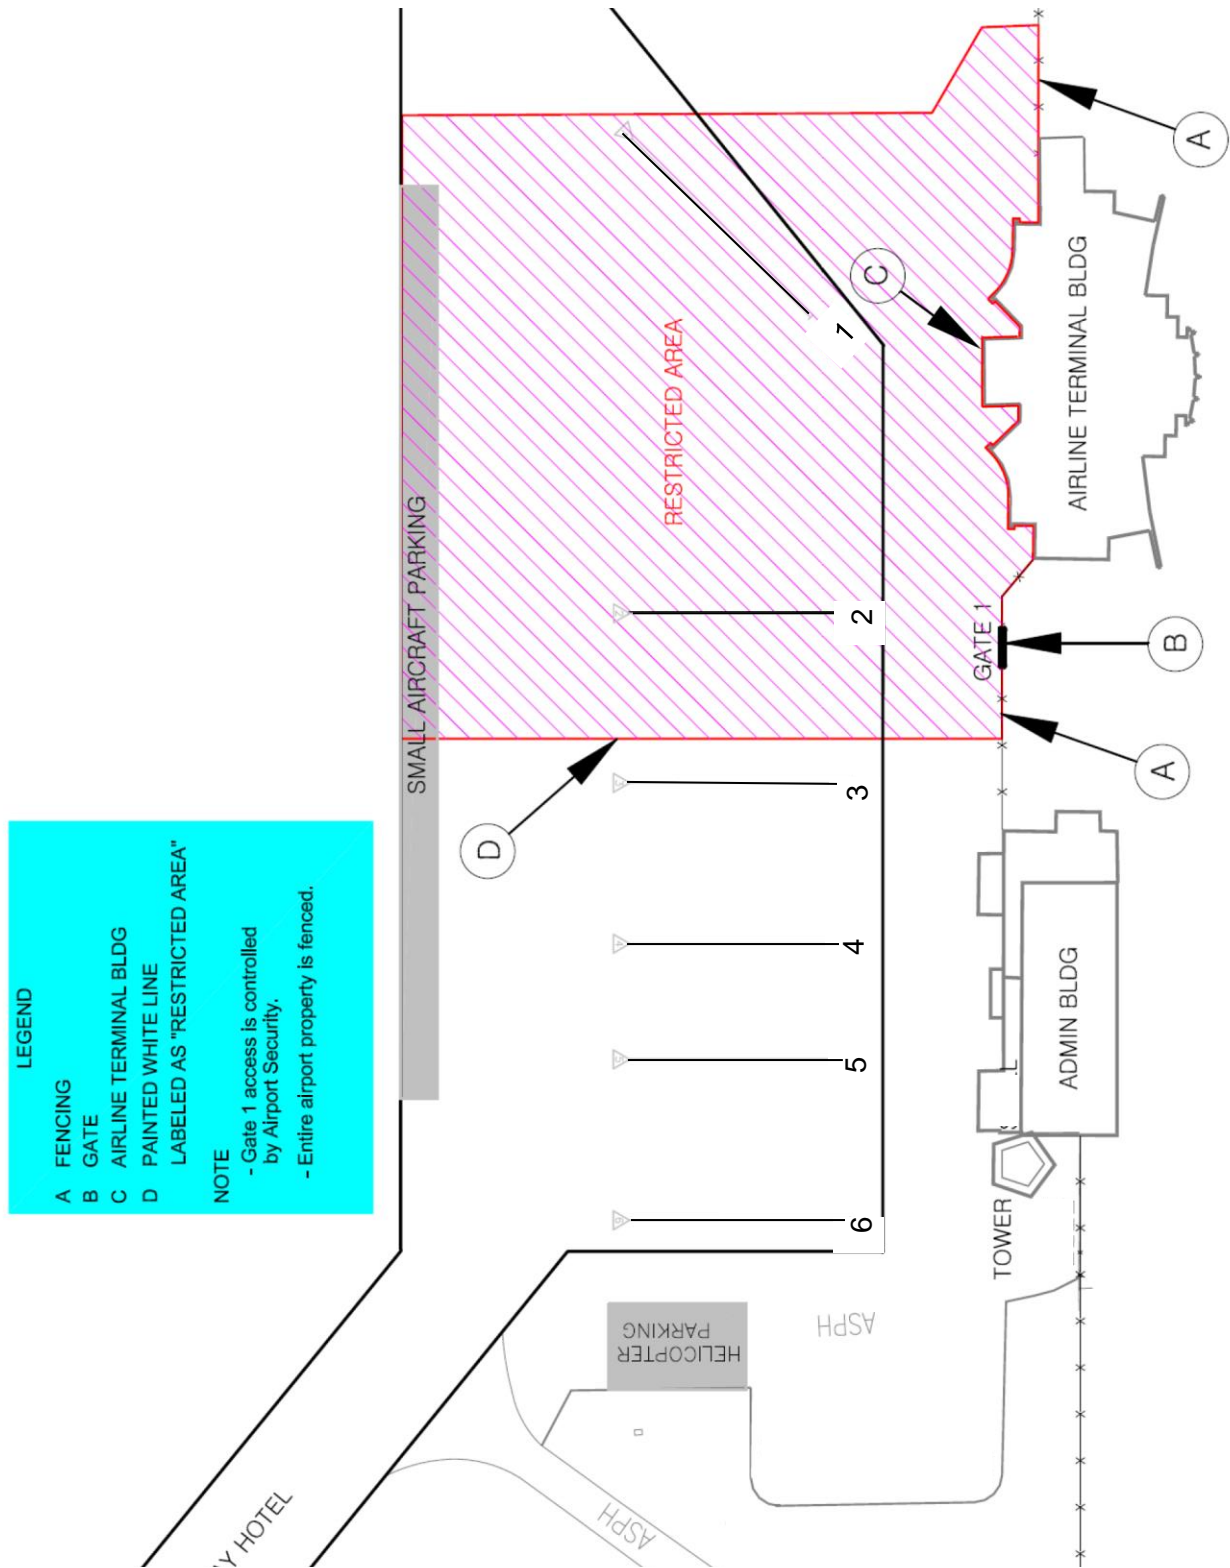 LEGEND
A FENCING
B GATE
C AIRLINE TERMINAL BLDG
D PAINTED WHITE LINE
LABELED AS "RESTRICTED AREA"
NOTE
- Gate 1 access is controlled
by Airport Security.
- Entire airport property is fenced.
SMALL AIRCRAFT PARKING
RESTRICTED AREA
1
2
3
4
5
6
A
C
AIRLINE TERMINAL BLDG
GATE 1
B
A
D
ADMIN BLDG
TOWER
HELICOPTER
PARKING
ASPH
ASPH
HOTEL